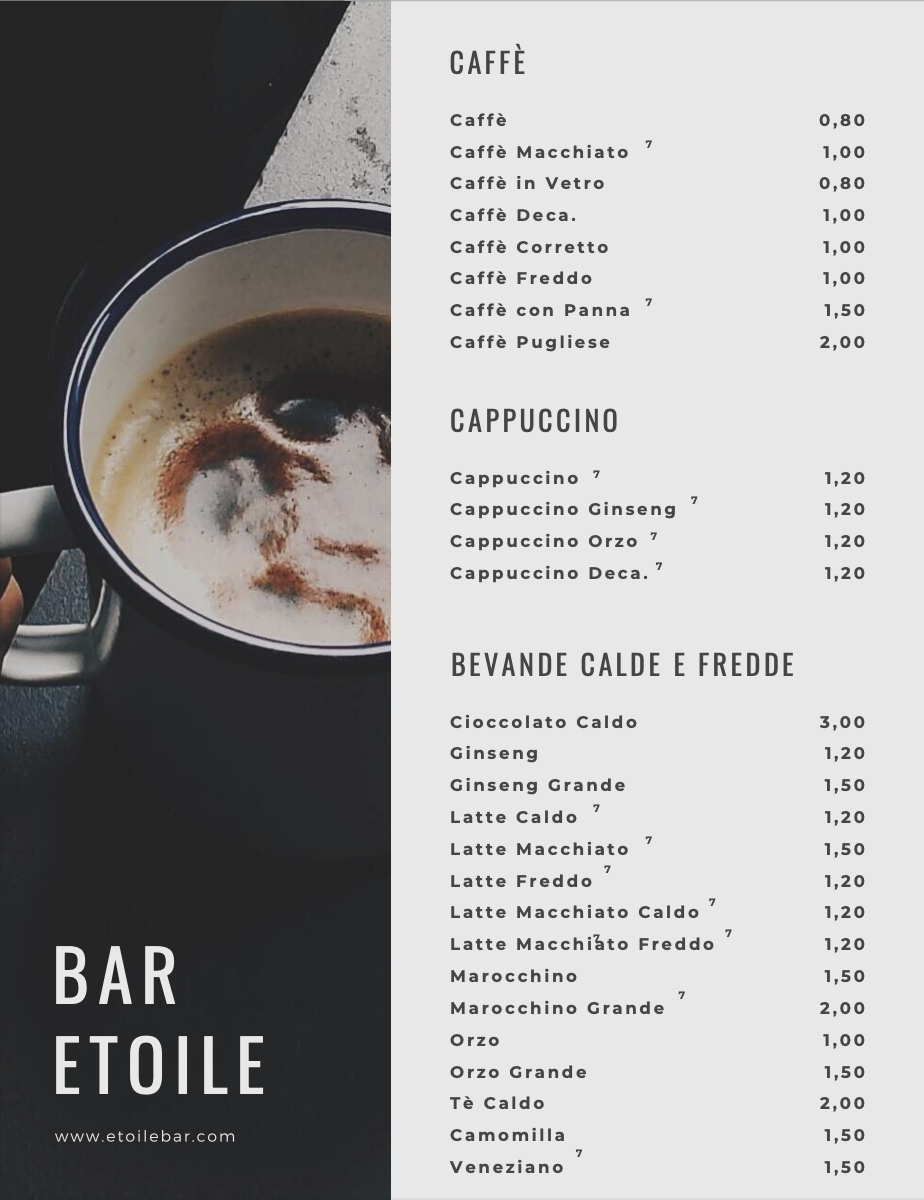 CAFFÈ
Caffè 0,80
Caffè Macchiato 7 1,00
Caffè in Vetro 0,80
Caffè Deca. 1,00
Caffè Corretto 1,00
Caffè Freddo 1,00
Caffè con Panna 7 1,50
Caffè Pugliese 2,00
CAPPUCCINO
Cappuccino 7 1,20
Cappuccino Ginseng 7 1,20
Cappuccino Orzo 7 1,20
Cappuccino Deca. 7 1,20
BEVANDE CALDE E FREDDE
Cioccolato Caldo 3,00
Ginseng 1,20
Ginseng Grande 1,50
Latte Caldo 7 1,20
Latte Macchiato 7 1,50
Latte Freddo 7 1,20
Latte Macchiato Caldo 7 1,20
Latte Macchiato Freddo 7 1,20
7
Marocchino 1,50
Marocchino Grande 7 2,00
Orzo 1,00
Orzo Grande 1,50
Tè Caldo 2,00
Camomilla 1,50
Veneziano 7 1,50
BAR
ETOILE
www.etoilebar.com